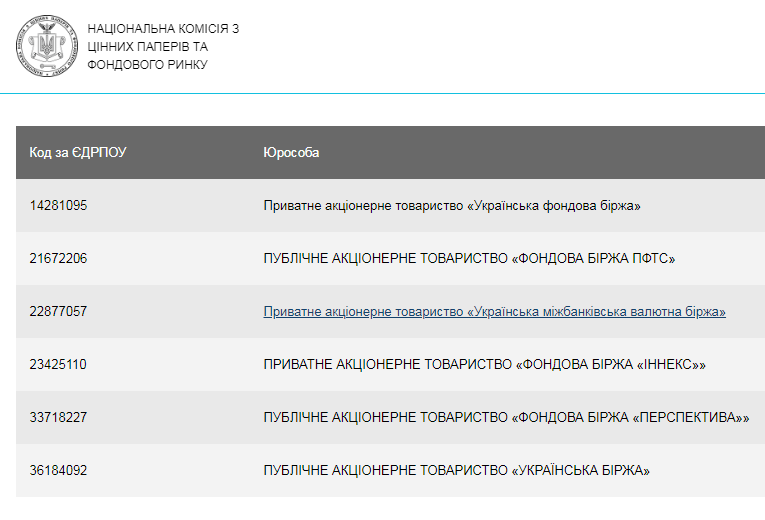 НАЦІОНАЛЬНА КОМІСІЯ З
ЦІННИХ ПАПЕРІВ ТА
ФОНДОВОГО РИНКУ
Код за ЄДРПОУ Юрособа
14281095 Приватне акціонерне товариство «Українська фондова біржа»
21672206 ПУБЛІЧНЕ АКЦІОНЕРНЕ ТОВАРИСТВО «ФОНДОВА БІРЖА ПФТС»
22877057 Приватне акціонерне товариство «Українська міжбанківська валютна біржа»
23425110 ПРИВАТНЕ АКЦІОНЕРНЕ ТОВАРИСТВО «ФОНДОВА БІРЖА «ІННЕКС»»
33718227 ПУБЛІЧНЕ АКЦІОНЕРНЕ ТОВАРИСТВО «ФОНДОВА БІРЖА «ПЕРСПЕКТИВА»»
36184092 ПУБЛІЧНЕ АКЦІОНЕРНЕ ТОВАРИСТВО «УКРАЇНСЬКА БІРЖА»